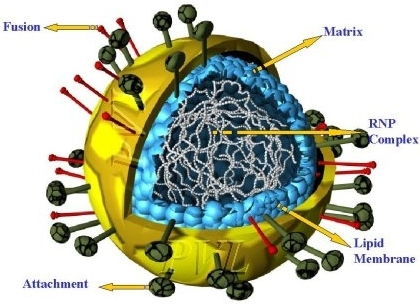 Fusion
Matrix
RNP
Complex
Lipid
Membrane
Attachment